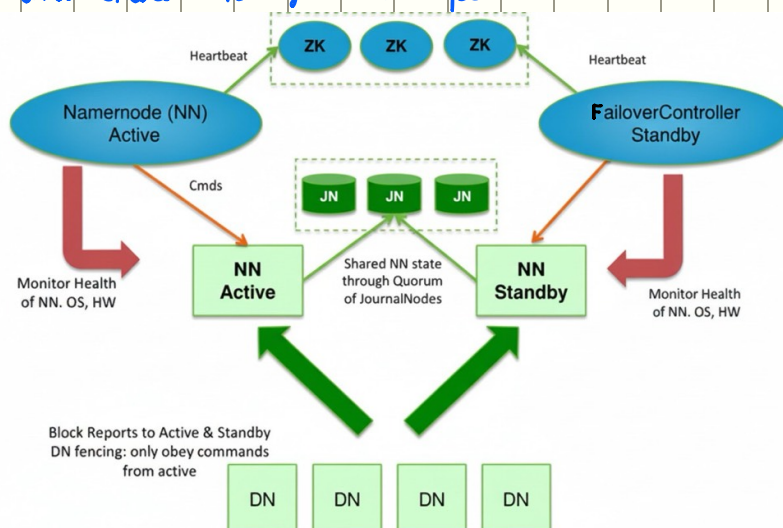 ZK
ZK
ZK
Heartbeat
Heartbeat
Namernode (NN)
Active
FailoverController
Standby
Cmds
JN
JN
JN
NN
Active
Shared NN state
through Quorum
of JournalNodes
NN
Standby
Monitor Health
of NN. OS, HW
Monitor Health
of NN. OS, HW
Block Reports to Active & Standby
DN fencing: only obey commands
from active
DN
DN
DN
DN